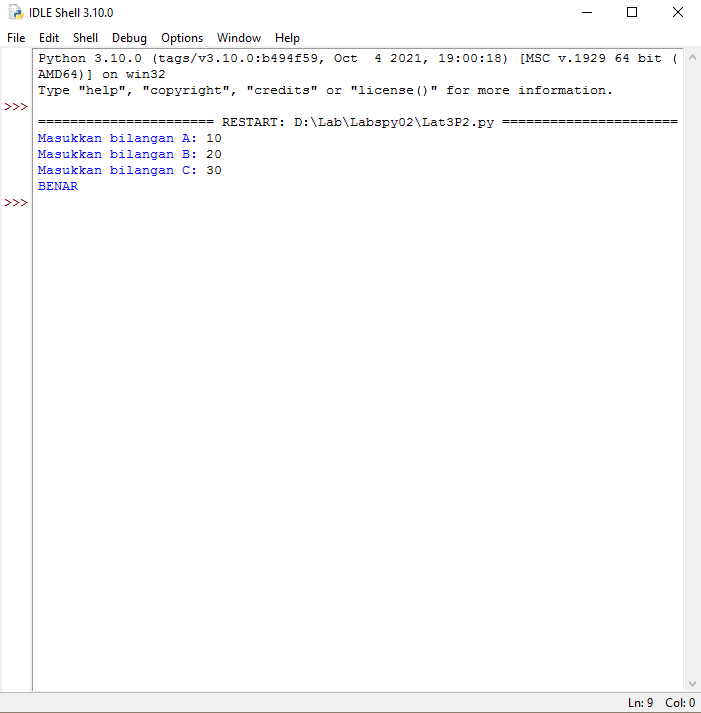 IDLE Shell 3.10.0
File Edit Shell Debug Options Window Help
Python 3.10.0 (tags/v3.10.0:b494f59, Oct  4 2021, 19:00:18) [MSC v.1929 64 bit (
AMD64)] on win32
Type "help", "copyright", "credits" or "license()" for more information.
>>>
====================== RESTART: D:\Lab\Labspy02\Lat3P2.py ======================
Masukkan bilangan A: 10
Masukkan bilangan B: 20
Masukkan bilangan C: 30
BENAR
>>>
Ln: 9 Col: 0